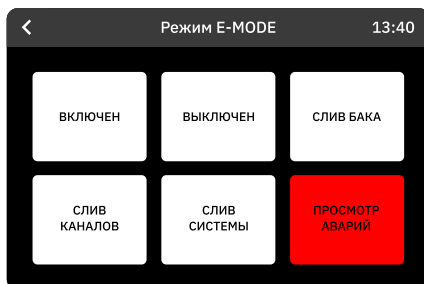 Режим E-MODE 13:40
ВКЛЮЧЕН ВЫКЛЮЧЕН СЛИВ БАКА
СЛИВ КАНАЛОВ
СЛИВ СИСТЕМЫ
ПРОСМОТР АВАРИЙ